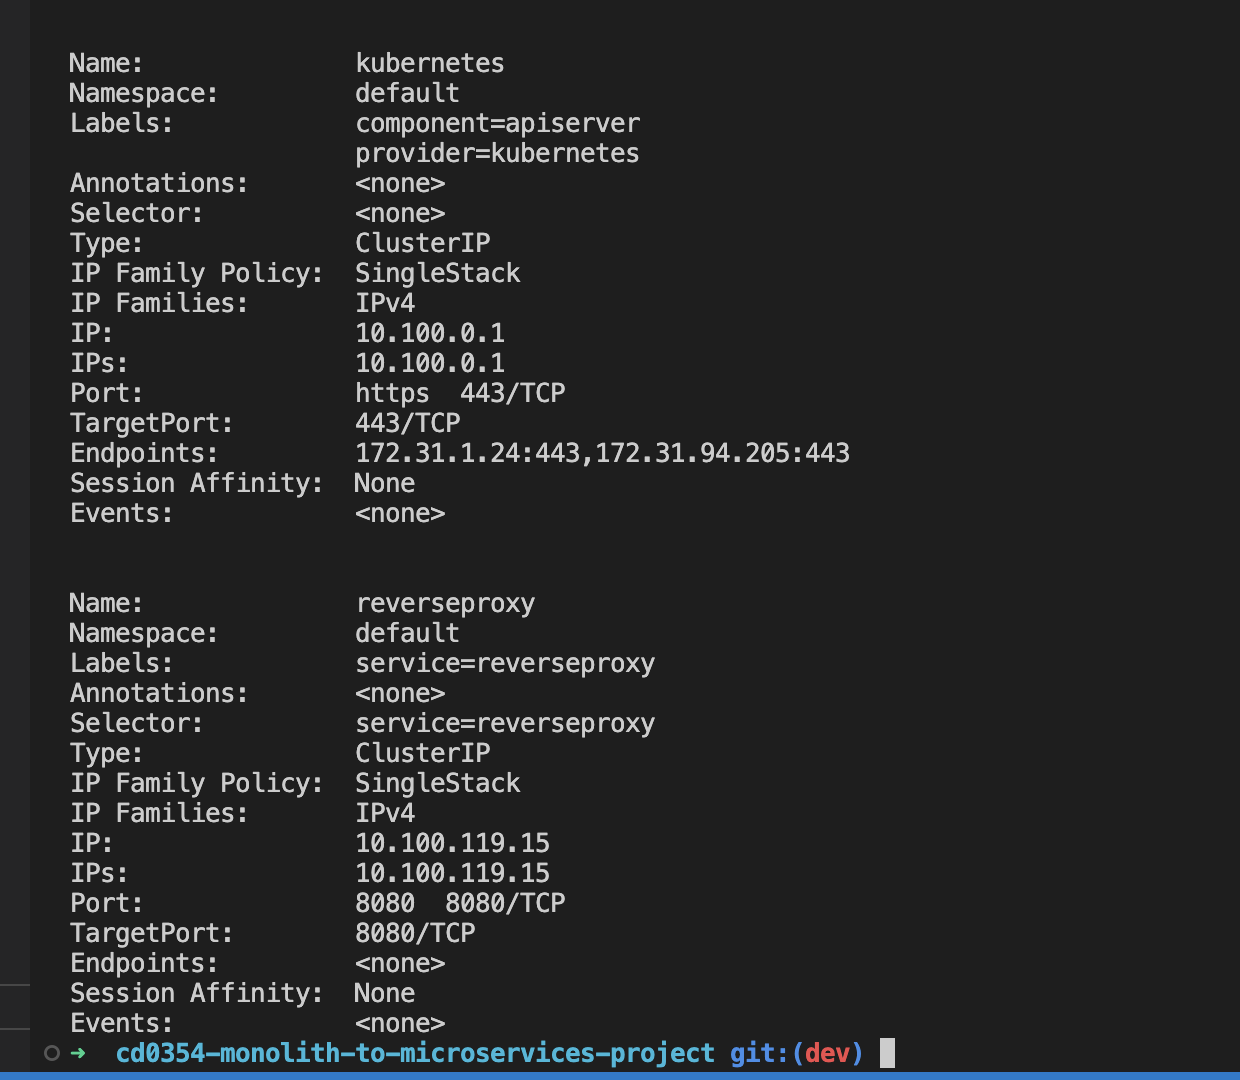 Name:              kubernetes
Namespace:         default
Labels:            component=apiserver
                   provider=kubernetes
Annotations:       <none>
Selector:          <none>
Type:              ClusterIP
IP Family Policy:  SingleStack
IP Families:       IPv4
IP:                10.100.0.1
IPs:               10.100.0.1
Port:              https  443/TCP
TargetPort:        443/TCP
Endpoints:         172.31.1.24:443,172.31.94.205:443
Session Affinity:  None
Events:            <none>
Name:              reverseproxy
Namespace:         default
Labels:            service=reverseproxy
Annotations:       <none>
Selector:          service=reverseproxy
Type:              ClusterIP
IP Family Policy:  SingleStack
IP Families:       IPv4
IP:                10.100.119.15
IPs:               10.100.119.15
Port:              8080  8080/TCP
TargetPort:        8080/TCP
Endpoints:         <none>
Session Affinity:  None
Events:            <none>
➜  cd0354-monolith-to-microservices-project git:(dev)